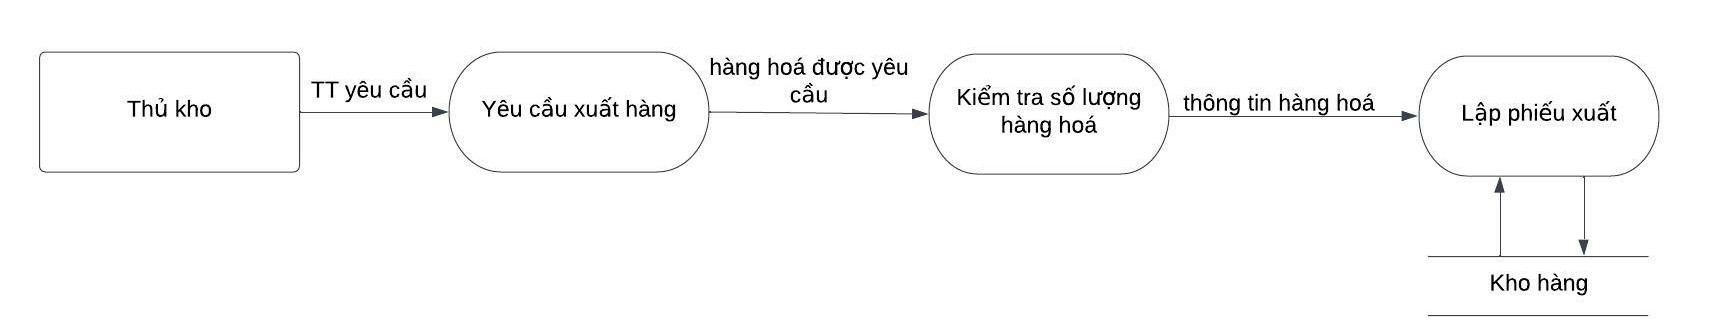 Thủ kho
TT yêu cầu
Yêu cầu xuất hàng
hàng hoá được yêu
cầu
Kiểm tra số lượng
hàng hoá
thông tin hàng hoá
Lập phiếu xuất
Kho hàng